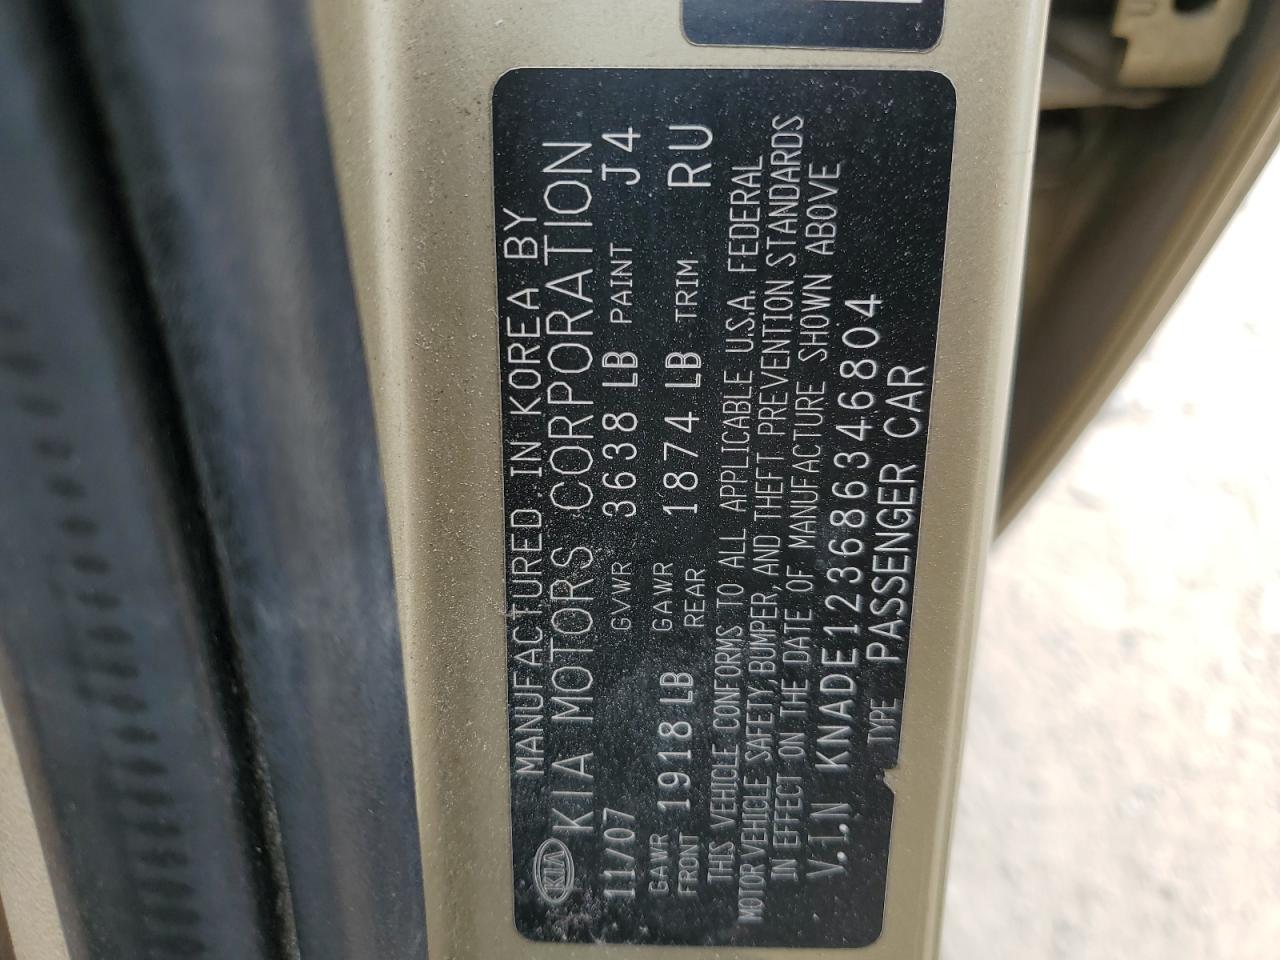 MANUFACTURED IN KOREA BY
KIA KIA MOTORS CORPORATION
11/07 GVWR 3638 LB PAINT J4
GAWR FRONT 1918 LB GAWR REAR 1874 LB TRIM RU
THIS VEHICLE CONFORMS TO ALL APPLICABLE U.S.A. FEDERAL
MOTOR VEHICLE SAFETY, BUMPER, AND THEFT PREVENTION STANDARDS
IN EFFECT ON THE DATE OF MANUFACTURE SHOWN ABOVE
V.I.N KNADE123686346804
TYPE PASSENGER CAR